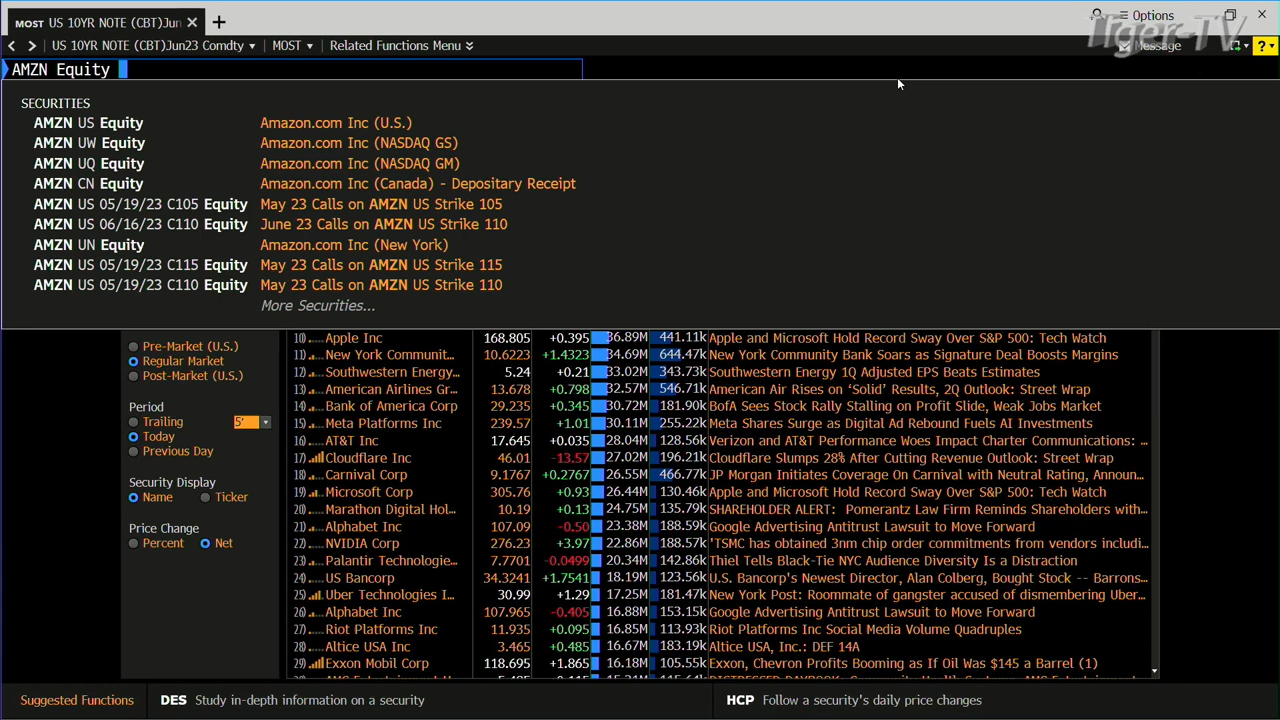 MOST US 10YR NOTE (CBT)Jun
Options
US 10YR NOTE (CBT)Jun23 Comdty MOST Related Functions Menu Message ?
Tiger-TV
AMZN Equity
SECURITIES
AMZN US Equity Amazon.com Inc (U.S.)
AMZN UW Equity Amazon.com Inc (NASDAQ GS)
AMZN UQ Equity Amazon.com Inc (NASDAQ GM)
AMZN CN Equity Amazon.com Inc (Canada) - Depositary Receipt
AMZN US 05/19/23 C105 Equity May 23 Calls on AMZN US Strike 105
AMZN US 06/16/23 C110 Equity June 23 Calls on AMZN US Strike 110
AMZN UN Equity Amazon.com Inc (New York)
AMZN US 05/19/23 C115 Equity May 23 Calls on AMZN US Strike 115
AMZN US 05/19/23 C110 Equity May 23 Calls on AMZN US Strike 110
More Securities...
Pre-Market (U.S.)
Regular Market
Post-Market (U.S.)
Period
Trailing 5'
Today
Previous Day
Security Display
Name Ticker
Price Change
Percent Net
10) Apple Inc 168.805 +0.395 36.89M 441.11k Apple and Microsoft Hold Record Sway Over S&P 500: Tech Watch
11) New York Communit... 10.6223 +1.4323 34.69M 644.47k New York Community Bank Soars as Signature Deal Boosts Margins
12) Southwestern Energy... 5.24 +0.21 33.02M 343.73k Southwestern Energy 1Q Adjusted EPS Beats Estimates
13) American Airlines Gr... 13.678 +0.798 32.57M 546.71k American Air Rises on ‘Solid’ Results, 2Q Outlook: Street Wrap
14) Bank of America Corp 29.235 +0.345 30.72M 181.90k BofA Sees Stock Rally Stalling on Profit Slide, Weak Jobs Market
15) Meta Platforms Inc 239.57 +1.01 30.11M 255.22k Meta Shares Surge as Digital Ad Rebound Fuels AI Investments
16) AT&T Inc 17.645 +0.035 28.04M 128.56k Verizon and AT&T Performance Woes Impact Charter Communications: ...
17) Cloudflare Inc 46.01 -13.57 27.02M 196.21k Cloudflare Slumps 28% After Cutting Revenue Outlook: Street Wrap
18) Carnival Corp 9.1767 +0.2767 26.55M 466.77k JP Morgan Initiates Coverage On Carnival with Neutral Rating, Announ...
19) Microsoft Corp 305.76 +0.93 26.44M 130.46k Apple and Microsoft Hold Record Sway Over S&P 500: Tech Watch
20) Marathon Digital Hol... 10.19 +0.13 24.75M 135.79k SHAREHOLDER ALERT: Pomerantz Law Firm Reminds Shareholders with...
21) Alphabet Inc 107.09 -0.50 23.38M 188.59k Google Advertising Antitrust Lawsuit to Move Forward
22) NVIDIA Corp 276.23 +3.97 22.86M 188.57k 'TSMC has obtained 3nm chip order commitments from vendors includi...
23) Palantir Technologie... 7.7701 -0.0499 20.34M 142.86k Thiel Tells Black-Tie NYC Audience Diversity Is a Distraction
24) US Bancorp 34.3241 +1.7541 18.19M 123.56k U.S. Bancorp's Newest Director, Alan Colberg, Bought Stock -- Barrons...
25) Uber Technologies I... 30.99 +1.29 17.25M 181.47k New York Post: Roommate of gangster accused of dismembering Uber...
26) Alphabet Inc 107.965 -0.405 16.88M 153.15k Google Advertising Antitrust Lawsuit to Move Forward
27) Riot Platforms Inc 11.935 +0.095 16.85M 113.93k Riot Platforms Inc Social Media Volume Quadruples
28) Altice USA Inc 3.465 +0.485 16.67M 183.19k Altice USA, Inc.: DEF 14A
29) Exxon Mobil Corp 118.695 +1.865 16.18M 105.55k Exxon, Chevron Profits Booming as If Oil Was $145 a Barrel (1)
Suggested Functions DES Study in-depth information on a security HCP Follow a security's daily price changes